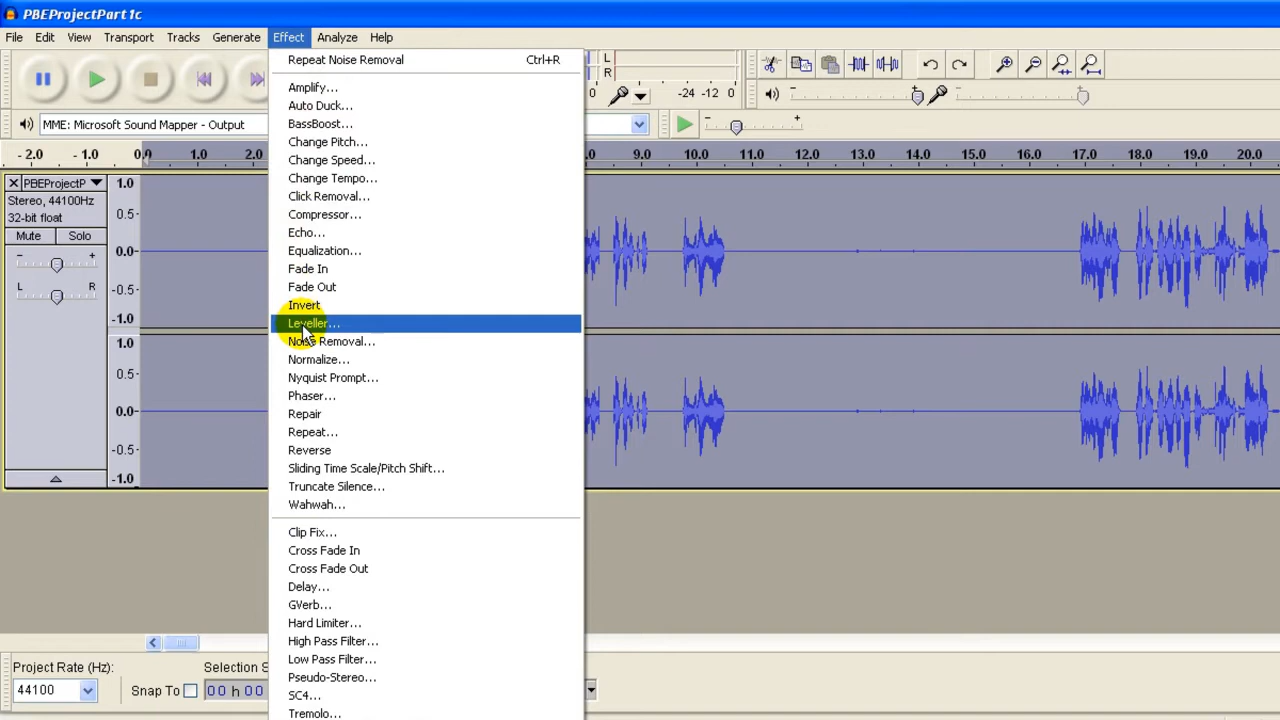 PBEProjectPart1c
File Edit View Transport Tracks Generate Effect Analyze Help
Repeat Noise Removal Ctrl+R
L
R
0 -24 -12 0
MME: Microsoft Sound Mapper - Output
- 2.0 - 1.0 0.0 1.0 2.0 9.0 10.0 11.0 12.0 13.0 14.0 15.0 16.0 17.0 18.0 19.0 20.0
PBEProjectP
Stereo, 44100Hz
32-bit float
Mute Solo
- +
L R
1.0
0.5
0.0
-0.5
-1.0
1.0
0.5
0.0
-0.5
-1.0
Amplify...
Auto Duck...
BassBoost...
Change Pitch...
Change Speed...
Change Tempo...
Click Removal...
Compressor...
Echo...
Equalization...
Fade In
Fade Out
Invert
Leveller...
Noise Removal...
Normalize...
Nyquist Prompt...
Phaser...
Repair
Repeat...
Reverse
Sliding Time Scale/Pitch Shift...
Truncate Silence...
Wahwah...
Clip Fix...
Cross Fade In
Cross Fade Out
Delay...
GVerb...
Hard Limiter...
High Pass Filter...
Low Pass Filter...
Pseudo-Stereo...
SC4...
Tremolo...
Project Rate (Hz):
44100
Snap To
Selection S
00 h 00